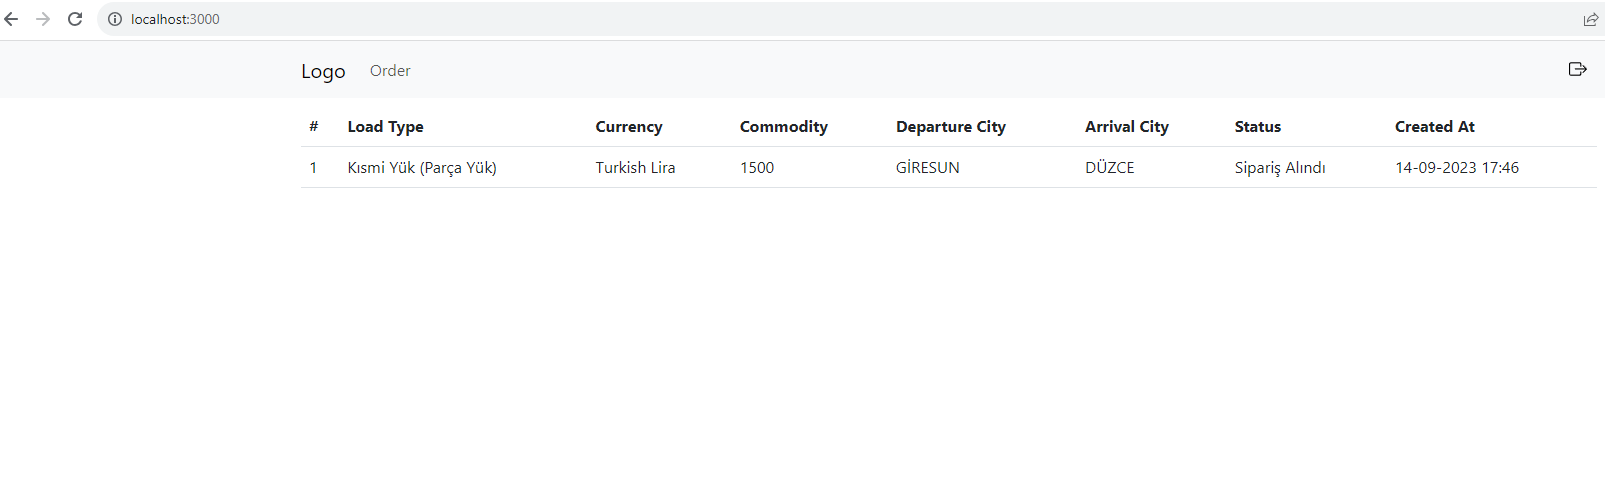 localhost:3000
Logo Order
# Load Type Currency Commodity Departure City Arrival City Status Created At
1 Kısmi Yük (Parça Yük) Turkish Lira 1500 GİRESUN DÜZCE Sipariş Alındı 14-09-2023 17:46